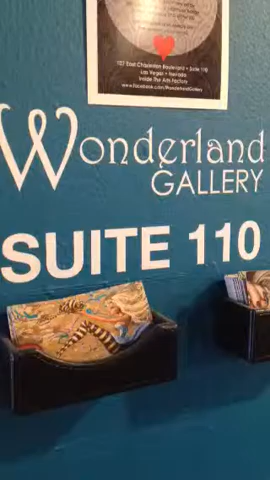 107 East Charleston Boulevard • Suite 110
Las Vegas • Nevada
Inside The Arts Factory
www.Facebook.com/WonderlandGallery
Wonderland
GALLERY
SUITE 110